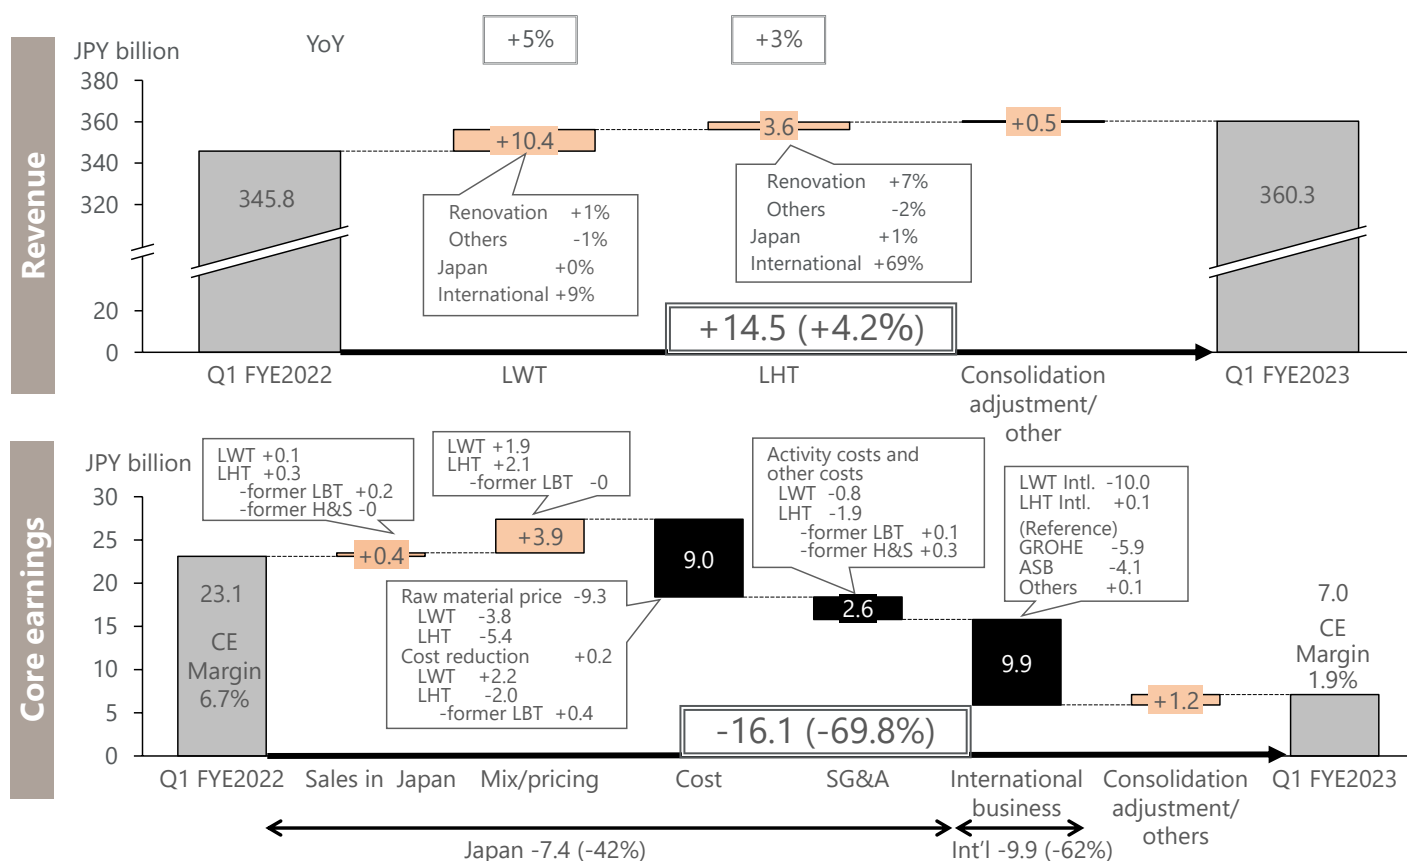 Revenue
JPY billion
YoY
+5%
+3%
380
360
340
320
20
0
345.8
+10.4
3.6
+0.5
360.3
Renovation +1%
Others -1%
Japan +0%
International +9%
Renovation +7%
Others -2%
Japan +1%
International +69%
+14.5 (+4.2%)
Q1 FYE2022
LWT
LHT
Consolidation
adjustment/
other
Q1 FYE2023
Core earnings
JPY billion
30
25
20
15
10
5
0
LWT +0.1
LHT +0.3
-former LBT +0.2
-former H&S -0
LWT +1.9
LHT +2.1
-former LBT -0
Activity costs and
other costs
LWT -0.8
LHT -1.9
-former LBT +0.1
-former H&S +0.3
LWT Intl. -10.0
LHT Intl. +0.1
(Reference)
GROHE -5.9
ASB -4.1
Others +0.1
23.1
CE
Margin
6.7%
+0.4
+3.9
9.0
2.6
9.9
+1.2
7.0
CE
Margin
1.9%
Raw material price -9.3
LWT -3.8
LHT -5.4
Cost reduction +0.2
LWT +2.2
LHT -2.0
-former LBT +0.4
-16.1 (-69.8%)
Q1 FYE2022
Sales in Japan
Mix/pricing
Cost
SG&A
International
business
Consolidation
adjustment/
others
Q1 FYE2023
Japan -7.4 (-42%)
Int'l -9.9 (-62%)